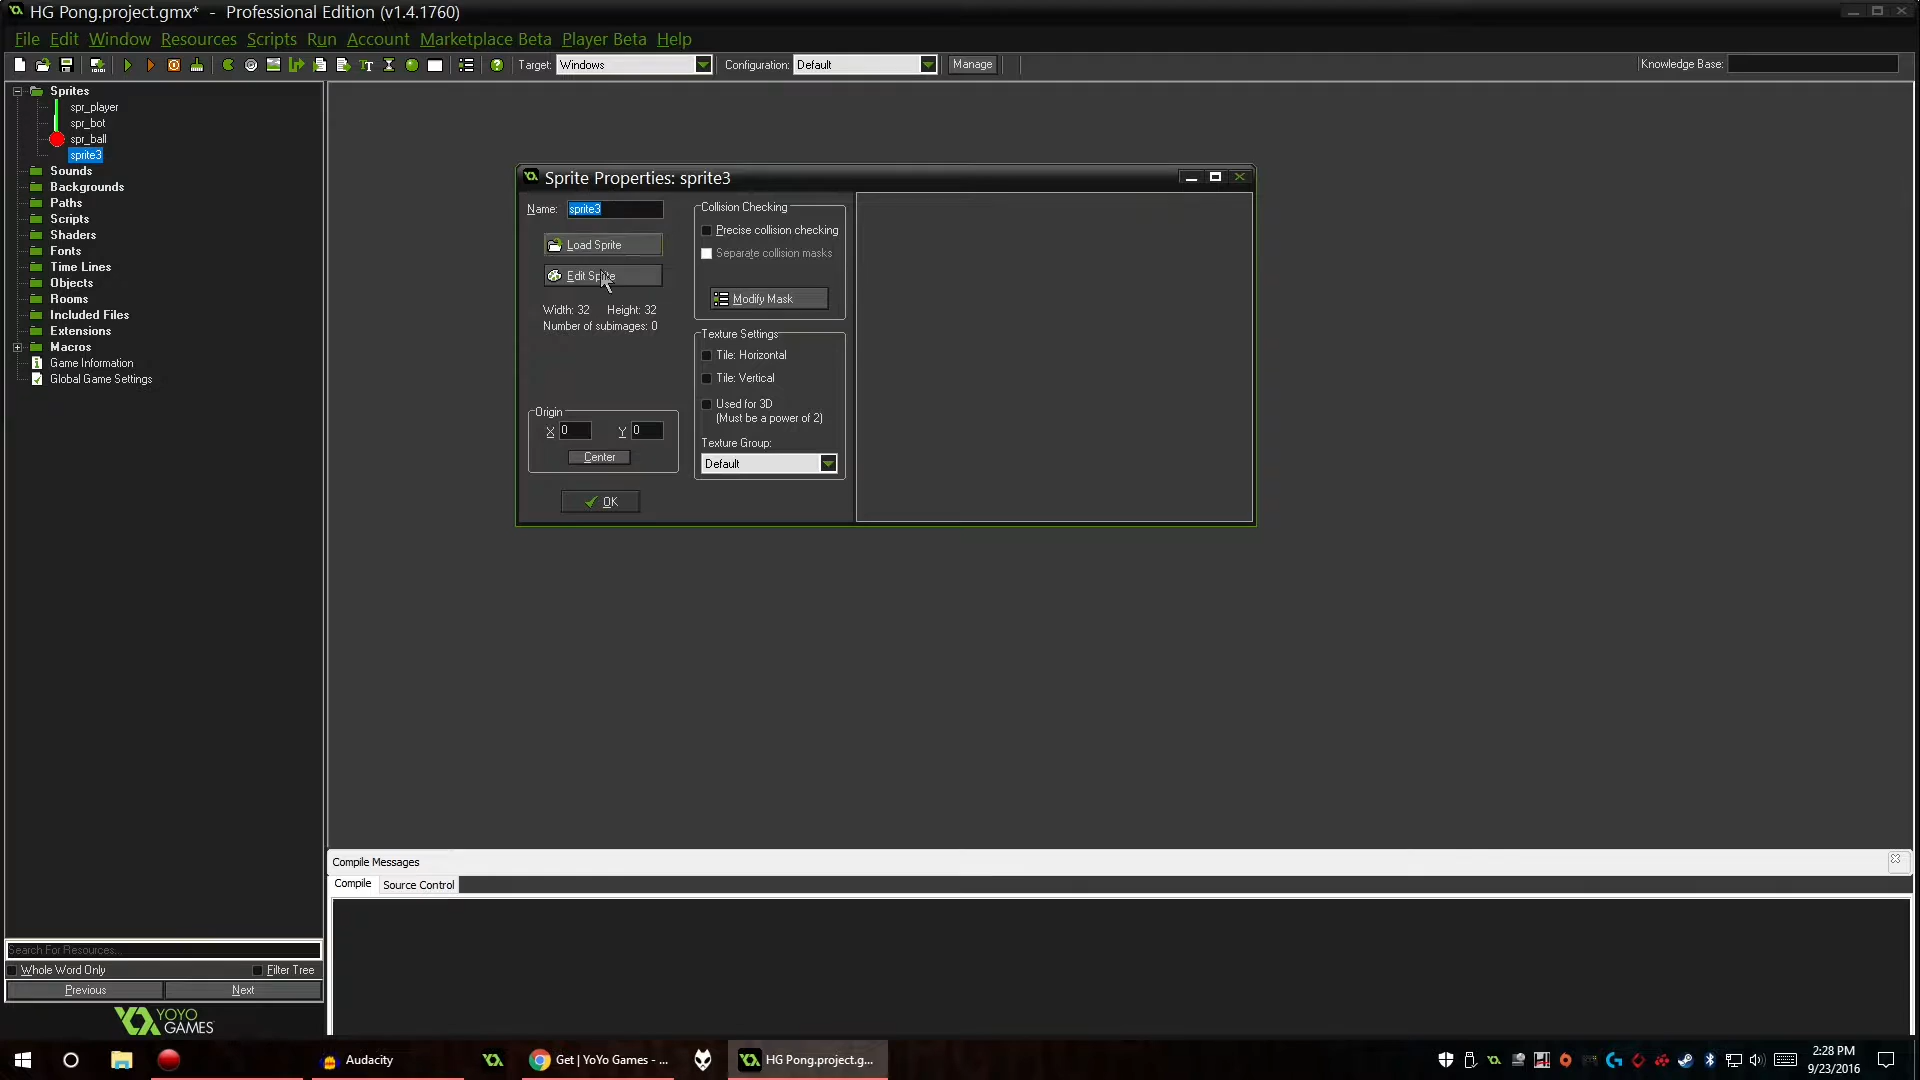 HG Pong.project.gmx* - Professional Edition (v1.4.1760)
File Edit Window Resources Scripts Run Account Marketplace Beta Player Beta Help
Target: Windows Configuration: Default Manage Knowledge Base:
Sprites
spr_player
spr_bot
spr_ball
sprite3
Sounds
Backgrounds
Paths
Scripts
Shaders
Fonts
Time Lines
Objects
Rooms
Included Files
Extensions
Macros
Game Information
Global Game Settings
Sprite Properties: sprite3
Name: sprite3
Load Sprite
Edit Sprite
Width: 32 Height: 32
Number of subimages: 0
Origin
X 0 Y 0
Center
OK
Collision Checking
Precise collision checking
Separate collision masks
Modify Mask
Texture Settings
Tile: Horizontal
Tile: Vertical
Used for 3D
(Must be a power of 2)
Texture Group:
Default
Compile Messages
Compile Source Control
Search For Resources...
Whole Word Only Filter Tree
Previous Next
YOYO
GAMES
Audacity
Get | YoYo Games - ...
HG Pong.project.g...
2:28 PM
9/23/2016